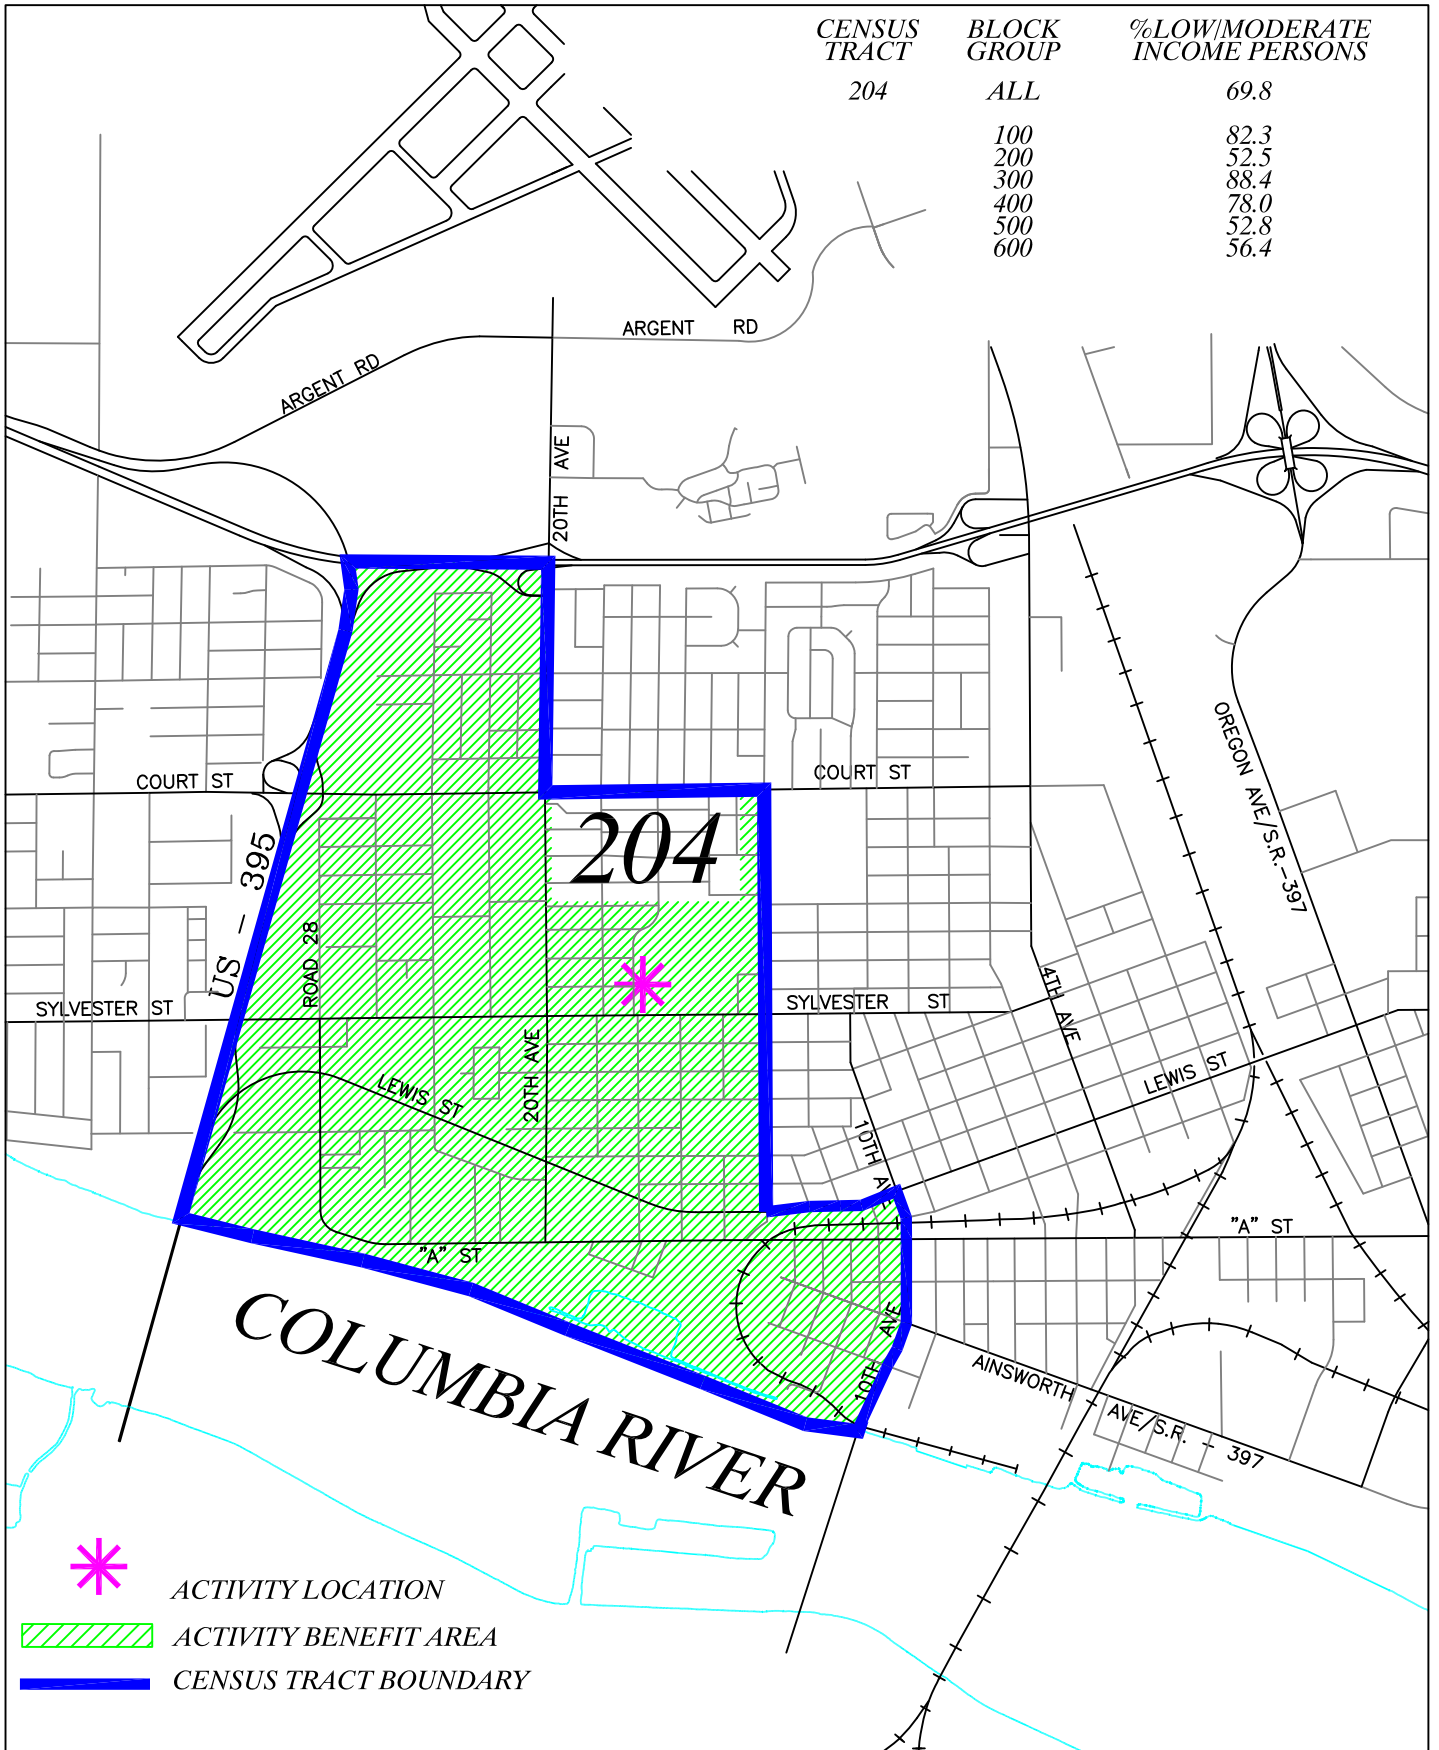 CENSUS BLOCK %LOW/MODERATE
TRACT GROUP INCOME PERSONS
204 ALL 69.8
100 82.3
200 52.5
300 88.4
400 78.0
500 52.8
600 56.4
ARGENT RD
ARGENT RD
20TH AVE
OREGON AVE/S.R.-397
COURT ST
COURT ST
204
US - 395
ROAD 28
SYLVESTER ST
SYLVESTER ST
4TH AVE
20TH AVE
LEWIS ST
LEWIS ST
10TH AVE
"A" ST
"A" ST
10TH AVE
AINSWORTH AVE/S.R. - 397
COLUMBIA RIVER
ACTIVITY LOCATION
ACTIVITY BENEFIT AREA
CENSUS TRACT BOUNDARY